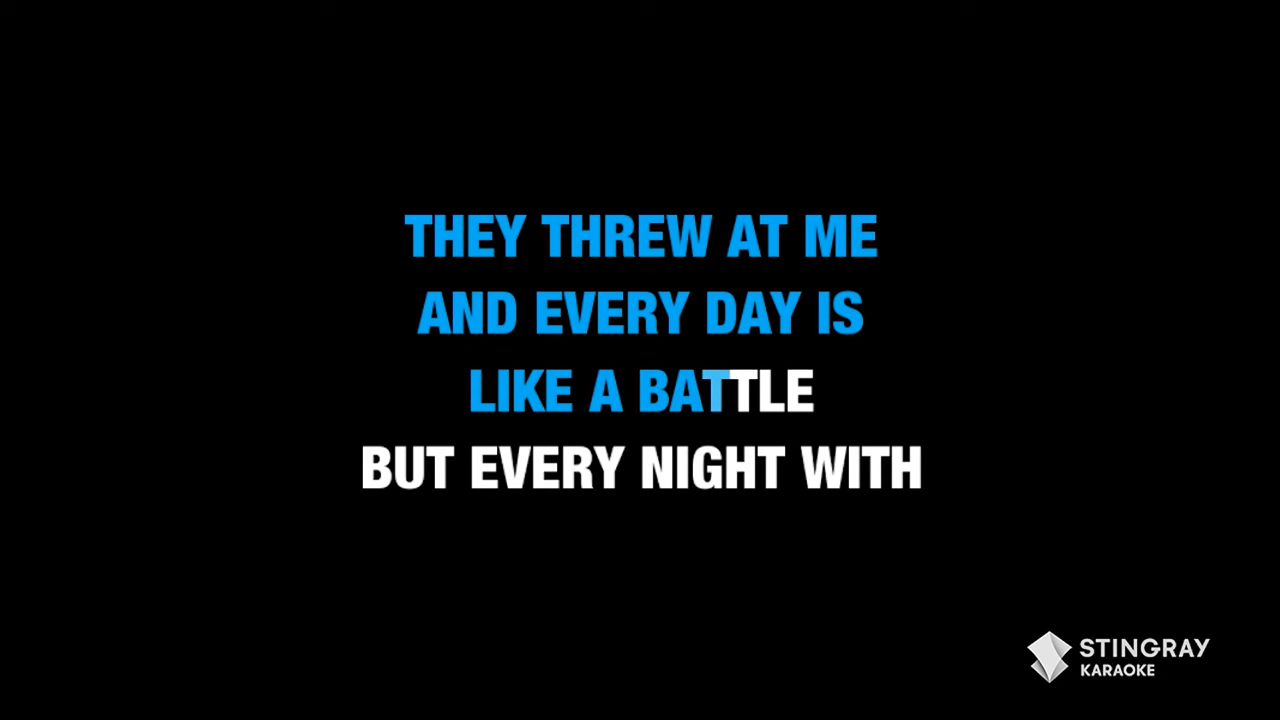 THEY THREW AT ME
AND EVERY DAY IS
LIKE A BATTLE
BUT EVERY NIGHT WITH
STINGRAY
KARAOKE